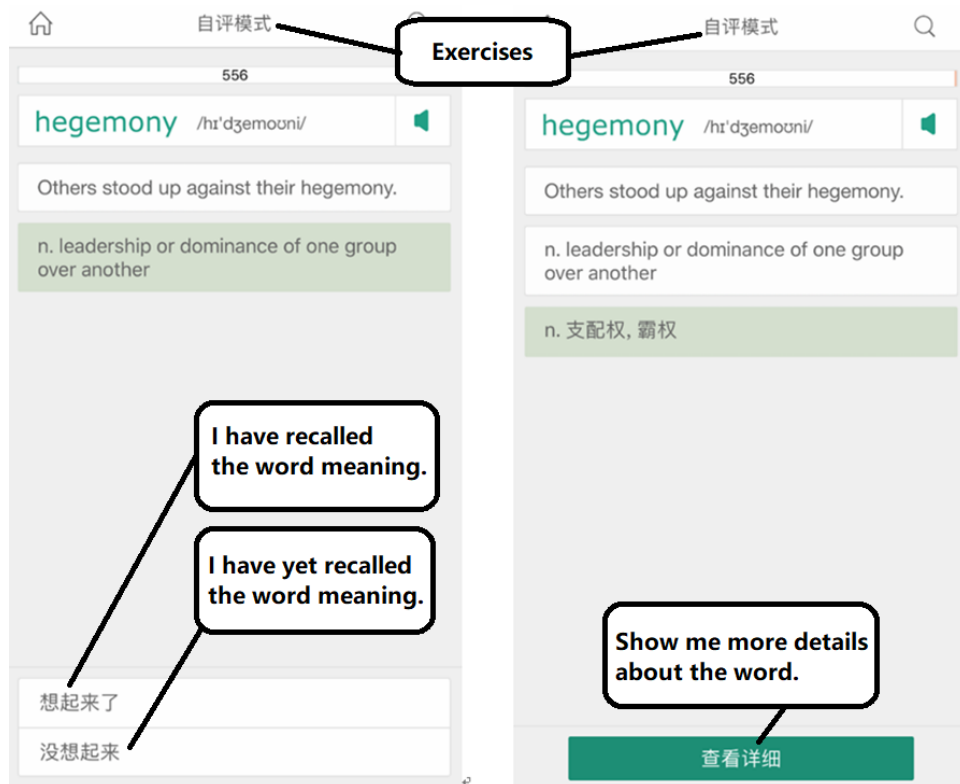 自评模式
Exercises
自评模式
556
hegemony /hɪ'dʒemoʊni/
Others stood up against their hegemony.
n. leadership or dominance of one group
over another
I have recalled
the word meaning.
I have yet recalled
the word meaning.
想起来了
没想起来
556
hegemony /hɪ'dʒemoʊni/
Others stood up against their hegemony.
n. leadership or dominance of one group
over another
n. 支配权, 霸权
Show me more details
about the word.
查看详细